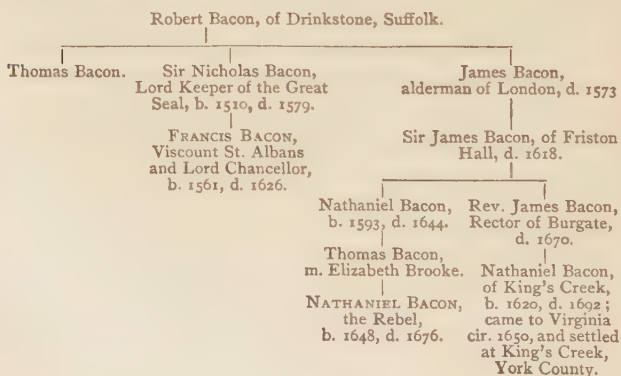 Robert Bacon, of Drinkstone, Suffolk.
Thomas Bacon.
Sir Nicholas Bacon,
Lord Keeper of the Great
Seal, b. 1510, d. 1579.
FRANCIS BACON,
Viscount St. Albans
and Lord Chancellor,
b. 1561, d. 1626.
James Bacon,
alderman of London, d. 1573
Sir James Bacon, of Friston
Hall, d. 1618.
Nathaniel Bacon,
b. 1593, d. 1644.
Thomas Bacon,
m. Elizabeth Brooke.
NATHANIEL BACON,
the Rebel,
b. 1648, d. 1676.
Rev. James Bacon,
Rector of Burgate,
d. 1670.
Nathaniel Bacon,
of King's Creek,
b. 1620, d. 1692;
came to Virginia
cir. 1650, and settled
at King's Creek,
York County.